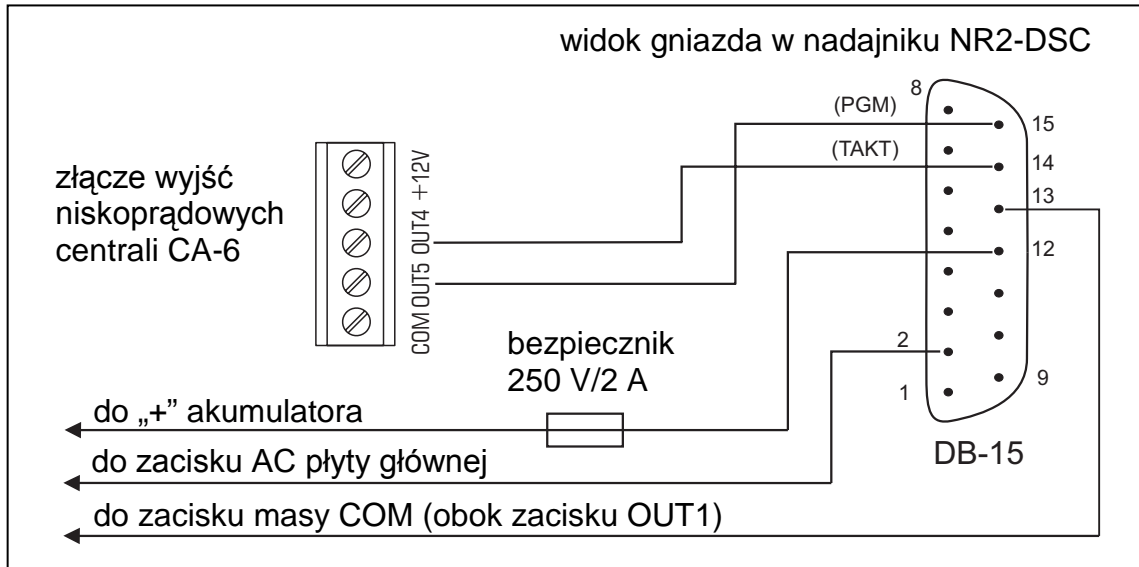 widok gniazda w nadajniku NR2-DSC
8
(PGM)
15
(TAKT)
14
13
12
złącze wyjść
niskoprądowych
centrali CA-6
COM OUT5 OUT4 +12V
bezpiecznik
250 V/2 A
2
1
9
DB-15
do „+” akumulatora
do zacisku AC płyty głównej
do zacisku masy COM (obok zacisku OUT1)